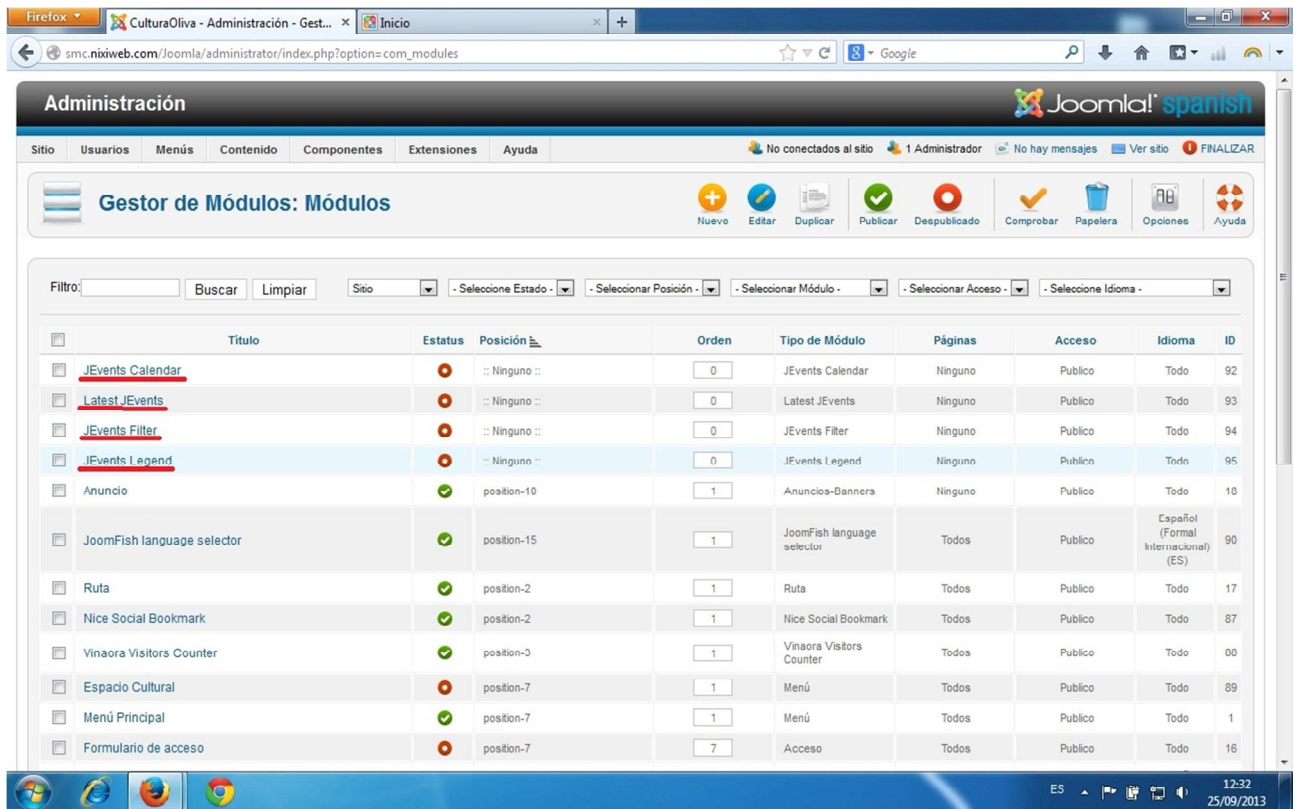 Firefox
CulturaOliva - Administración - Gest... × Inicio × +
smc.nixiweb.com/Joomla/administrator/index.php?option=com_modules Google
Administración Joomla! spanish
Sitio Usuarios Menús Contenido Componentes Extensiones Ayuda No conectados al sitio 1 Administrador No hay mensajes Ver sitio FINALIZAR
Gestor de Módulos: Módulos
Nuevo Editar Duplicar Publicar Despublicado Comprobar Papelera Opciones Ayuda
Filtro: Buscar Limpiar Sitio - Seleccione Estado - - Seleccionar Posición - - Seleccionar Módulo - - Seleccionar Acceso - - Seleccione Idioma -
Título Estatus Posición Orden Tipo de Módulo Páginas Acceso Idioma ID
JEvents Calendar :: Ninguno :: 0 JEvents Calendar Ninguno Publico Todo 92
Latest JEvents :: Ninguno :: 0 Latest JEvents Ninguno Publico Todo 93
JEvents Filter :: Ninguno :: 0 JEvents Filter Ninguno Publico Todo 94
JEvents Legend :: Ninguno :: 0 JEvents Legend Ninguno Publico Todo 95
Anuncio position-10 1 Anuncios-Banners Ninguno Publico Todo
JoomFish language selector position-15 1 JoomFish language selector Todos Publico Español (Formal Internacional) (ES) 90
Ruta position-2 1 Ruta Todos Publico Todo 17
Nice Social Bookmark position-2 1 Nice Social Bookmark Todos Publico Todo 87
Vinaora Visitors Counter position-3 1 Vinaora Visitors Counter Todos Publico Todo
Espacio Cultural position-7 1 Menú Todos Publico Todo 89
Menú Principal position-7 1 Menú Todos Publico Todo 1
Formulario de acceso position-7 7 Acceso Todos Publico Todo 16
ES 12:32
25/09/2013